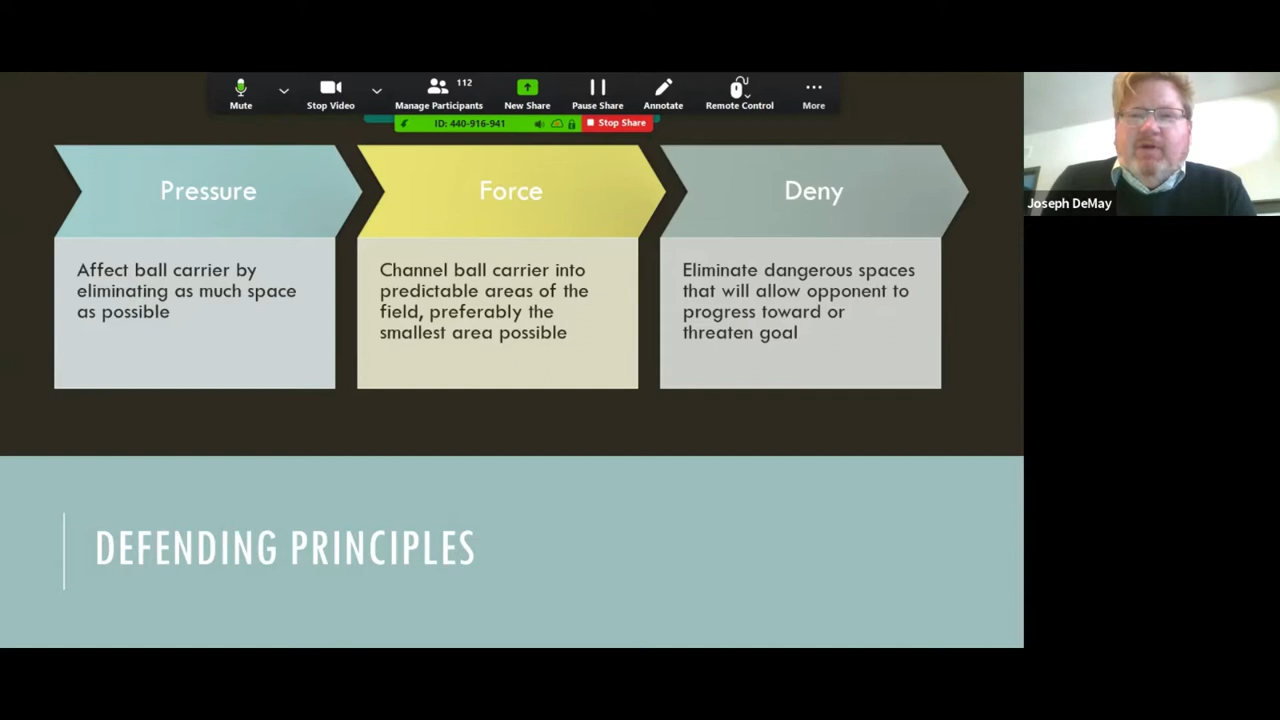 112
Mute
Stop Video
Manage Participants
New Share
Pause Share
Annotate
Remote Control
More
ID: 440-916-941
Stop Share
Pressure
Affect ball carrier by
eliminating as much space
as possible
Force
Channel ball carrier into
predictable areas of the
field, preferably the
smallest area possible
Deny
Eliminate dangerous spaces
that will allow opponent to
progress toward or
threaten goal
DEFENDING PRINCIPLES
Joseph DeMay